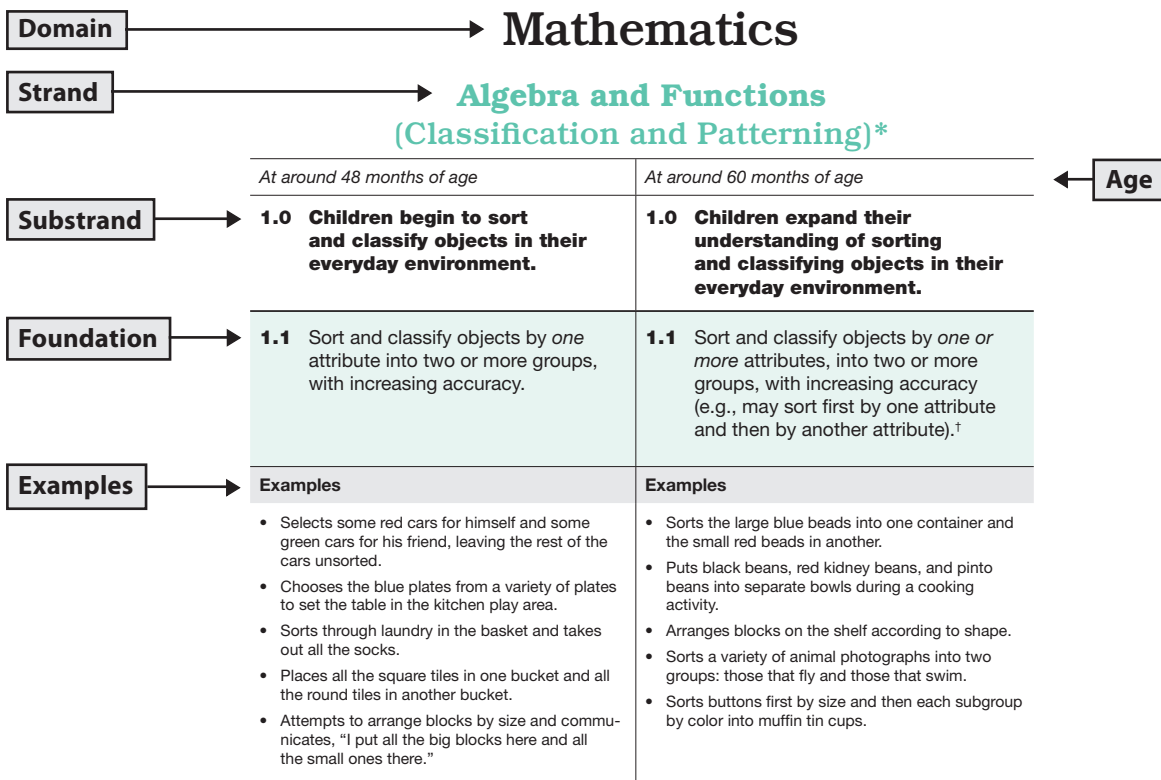 Domain
Mathematics
Strand
Algebra and Functions
(Classification and Patterning)*
At around 48 months of age
At around 60 months of age
Age
Substrand
1.0 Children begin to sort
and classify objects in their
everyday environment.
1.0 Children expand their
understanding of sorting
and classifying objects in their
everyday environment.
Foundation
1.1 Sort and classify objects by one
attribute into two or more groups,
with increasing accuracy.
1.1 Sort and classify objects by one or
more attributes, into two or more
groups, with increasing accuracy
(e.g., may sort first by one attribute
and then by another attribute).†
Examples
Examples
• Selects some red cars for himself and some
green cars for his friend, leaving the rest of the
cars unsorted.
• Chooses the blue plates from a variety of plates
to set the table in the kitchen play area.
• Sorts through laundry in the basket and takes
out all the socks.
• Places all the square tiles in one bucket and all
the round tiles in another bucket.
• Attempts to arrange blocks by size and commu-
nicates, “I put all the big blocks here and all
the small ones there.”
Examples
• Sorts the large blue beads into one container and
the small red beads in another.
• Puts black beans, red kidney beans, and pinto
beans into separate bowls during a cooking
activity.
• Arranges blocks on the shelf according to shape.
• Sorts a variety of animal photographs into two
groups: those that fly and those that swim.
• Sorts buttons first by size and then each subgroup
by color into muffin tin cups.